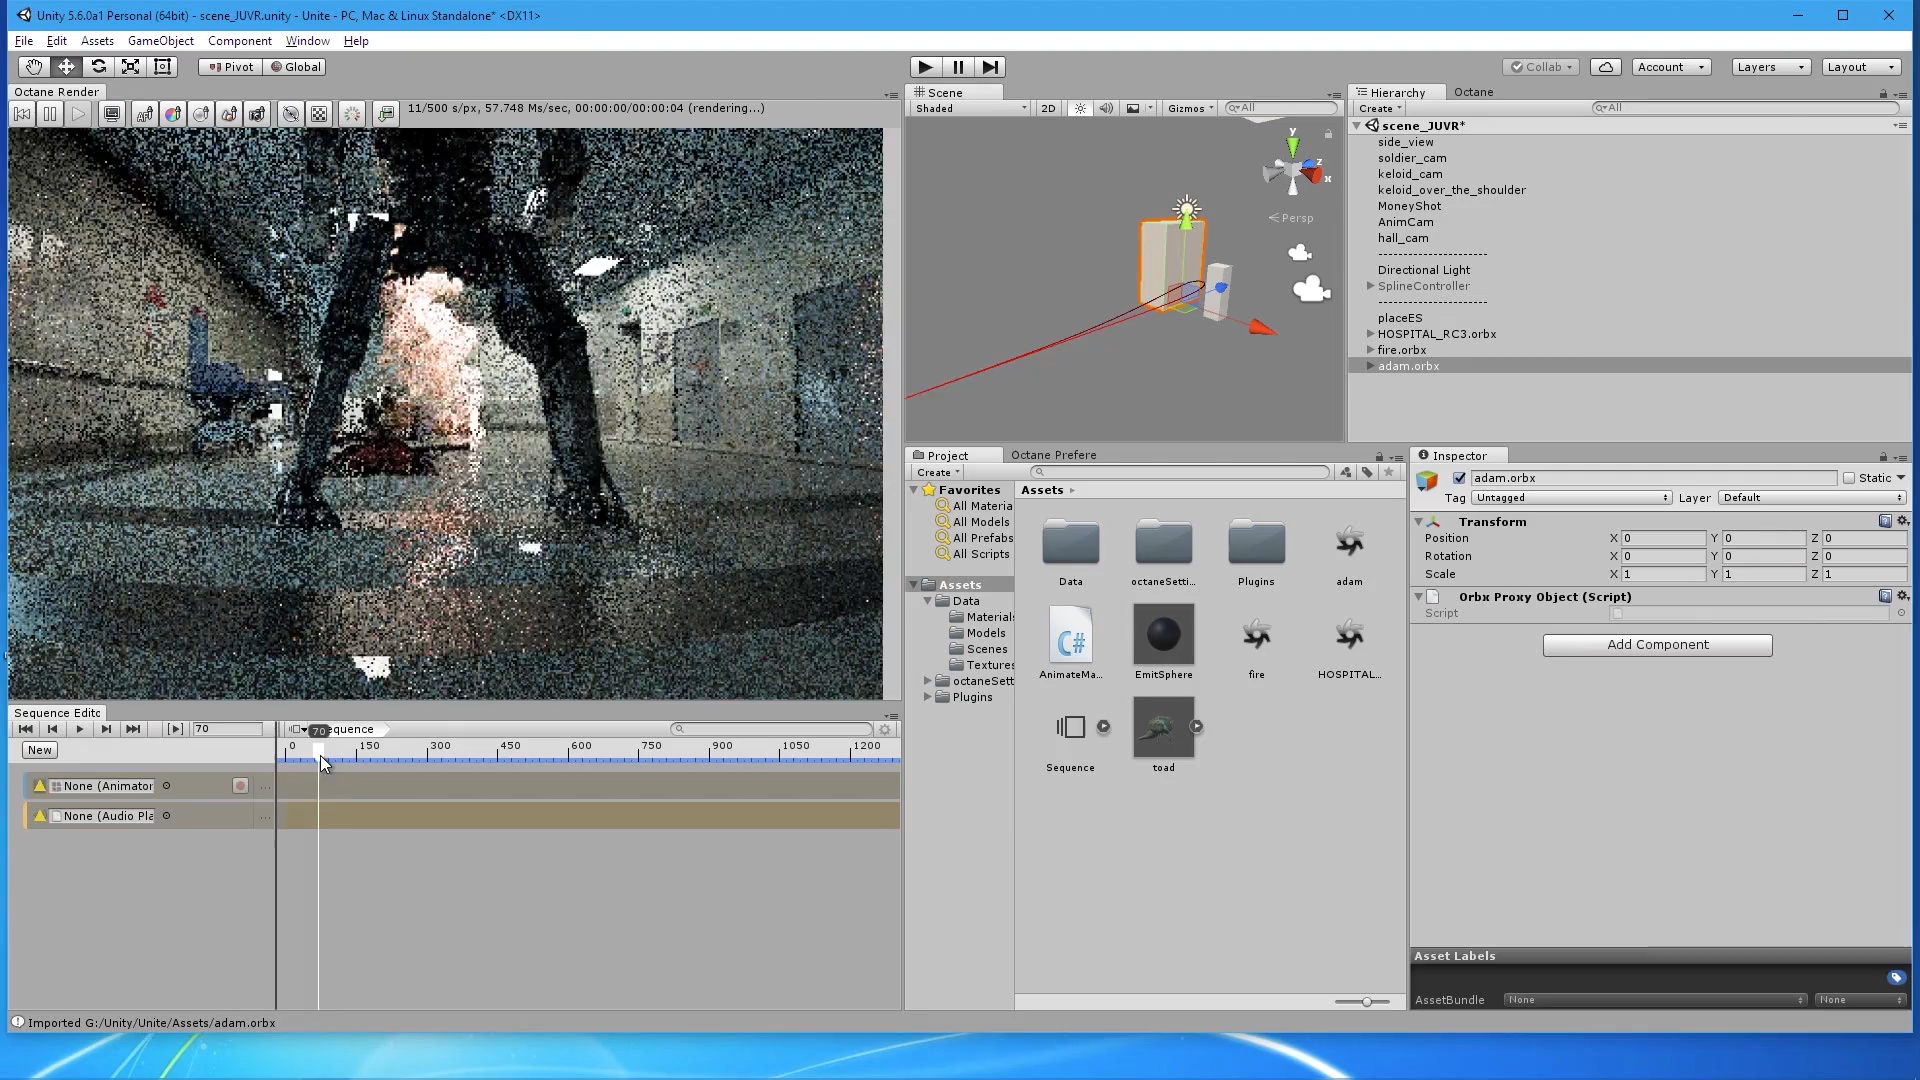 Unity 5.6.0a1 Personal (64bit) - scene_JUVR.unity - Unite - PC, Mac & Linux Standalone* <DX11>
File Edit Assets GameObject Component Window Help
Pivot Global
Collab Account Layers Layout
Octane Render
11/500 s/px, 57.748 Ms/sec, 00:00:00/00:00:04 (rendering...)
Scene
Shaded 2D Gizmos All
y
z
x
Persp
Hierarchy Octane
Create All
scene_JUVR*
side_view
soldier_cam
keloid_cam
keloid_over_the_shoulder
MoneyShot
AnimCam
hall_cam
----------------------
Directional Light
SplineController
----------------------
placeES
HOSPITAL_RC3.orbx
fire.orbx
adam.orbx
Project Octane Prefere
Create
Favorites
All Materia
All Models
All Prefabs
All Scripts
Assets
Data
Materials
Models
Scenes
Textures
octaneSett
Plugins
Assets
Data octaneSetti... Plugins adam
C#
AnimateMa... EmitSphere fire HOSPITAL...
Sequence toad
Inspector
adam.orbx Static
Tag Untagged Layer Default
Transform
Position X 0 Y 0 Z 0
Rotation X 0 Y 0 Z 0
Scale X 1 Y 1 Z 1
Orbx Proxy Object (Script)
Script
Add Component
Asset Labels
AssetBundle None None
Sequence Edito
70 70 equence
New 0 150 300 450 600 750 900 1050 1200
None (Animator
None (Audio Pla
Imported G:/Unity/Unite/Assets/adam.orbx